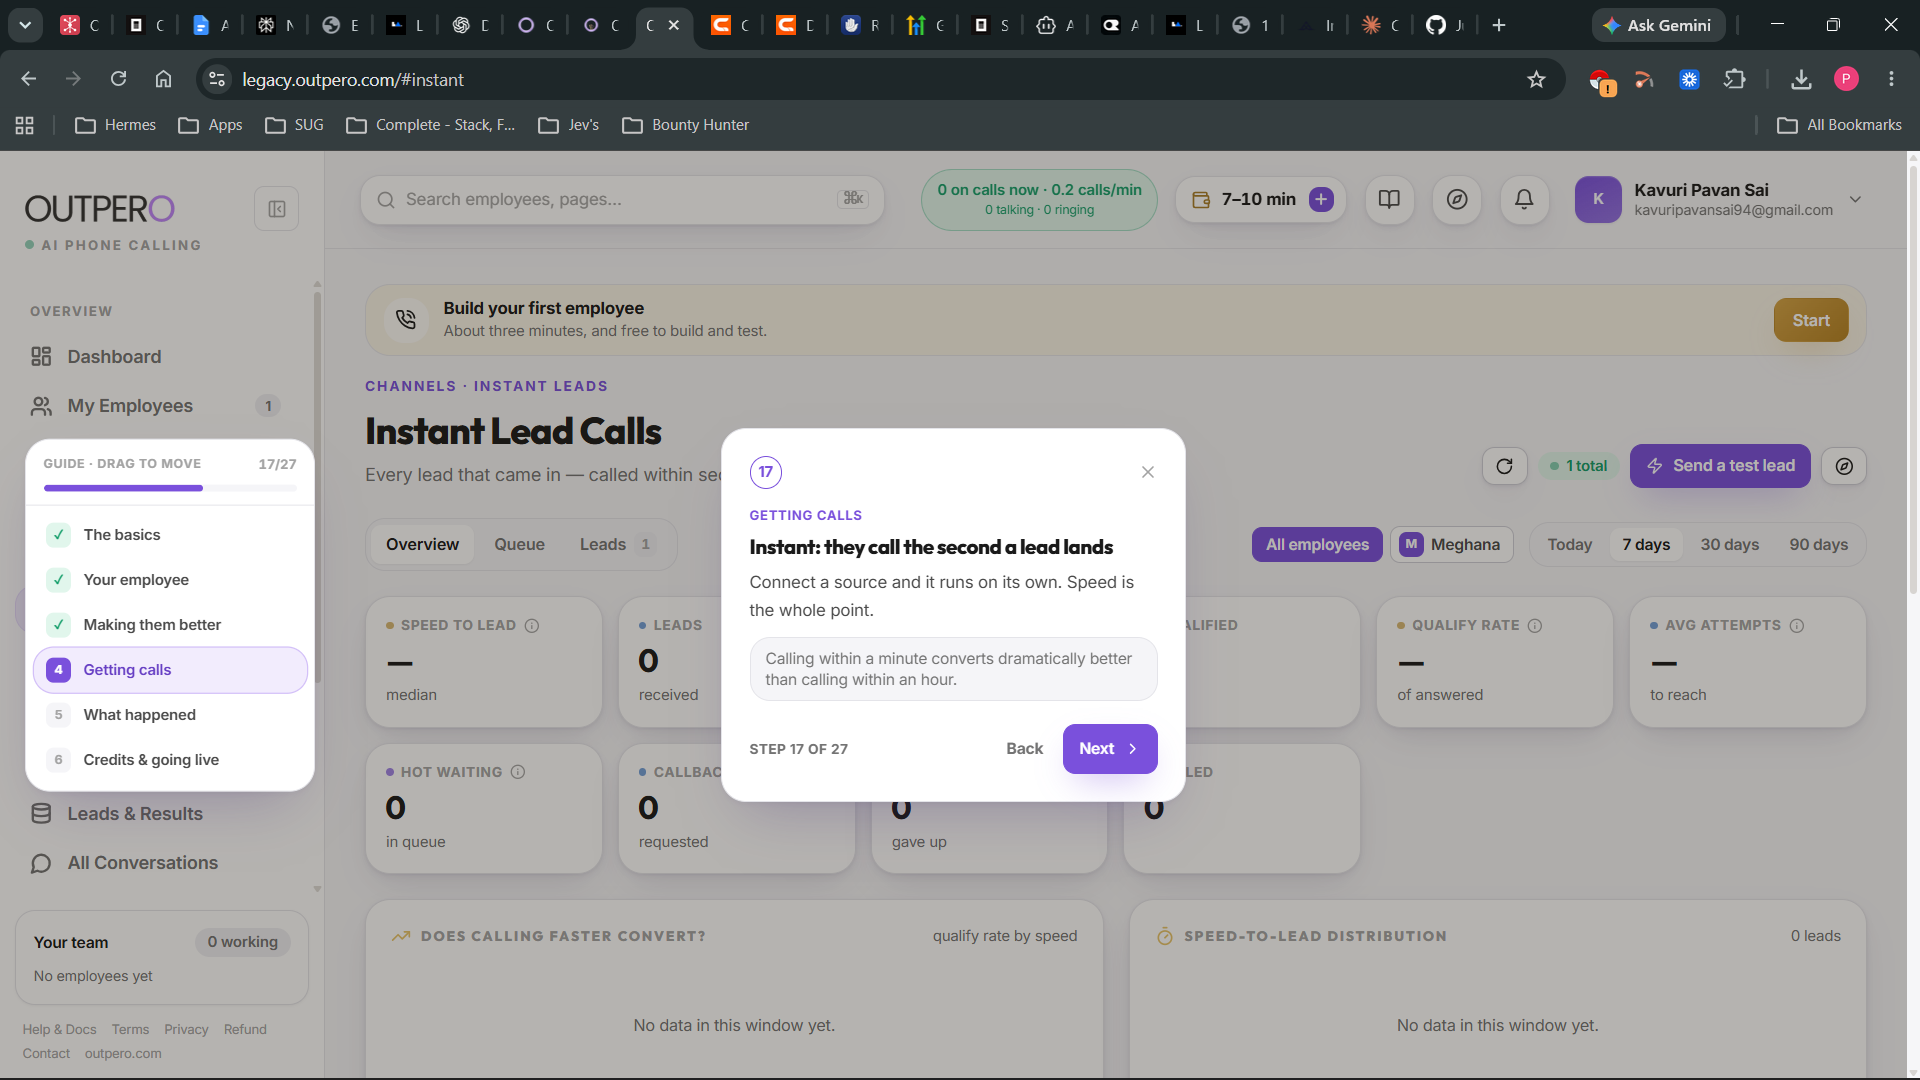 Ask Gemini
legacy.outpero.com/#instant
P
Hermes
Apps
SUG
Complete - Stack, F...
Jev's
Bounty Hunter
All Bookmarks
OUTPERO
AI PHONE CALLING
OVERVIEW
Dashboard
My Employees
1
GUIDE · DRAG TO MOVE
17/27
The basics
Your employee
Making them better
4
Getting calls
5
What happened
6
Credits & going live
Leads & Results
All Conversations
Your team
0 working
No employees yet
Help & Docs Terms Privacy Refund
Contact outpero.com
Search employees, pages...
⌘k
0 on calls now · 0.2 calls/min
0 talking · 0 ringing
7–10 min
K
Kavuri Pavan Sai
kavuripavansai94@gmail.com
Build your first employee
About three minutes, and free to build and test.
Start
CHANNELS · INSTANT LEADS
Instant Lead Calls
Every lead that came in — called within sec
1 total
Send a test lead
Overview
Queue
Leads 1
All employees
M Meghana
Today
7 days
30 days
90 days
SPEED TO LEAD
—
median
LEADS
0
received
ALIFIED
QUALIFY RATE
—
of answered
AVG ATTEMPTS
—
to reach
HOT WAITING
0
in queue
CALLBAC
0
requested
0
gave up
LED
0
17
GETTING CALLS
Instant: they call the second a lead lands
Connect a source and it runs on its own. Speed is
the whole point.
Calling within a minute converts dramatically better
than calling within an hour.
STEP 17 OF 27
Back
Next
DOES CALLING FASTER CONVERT?
qualify rate by speed
No data in this window yet.
SPEED-TO-LEAD DISTRIBUTION
0 leads
No data in this window yet.